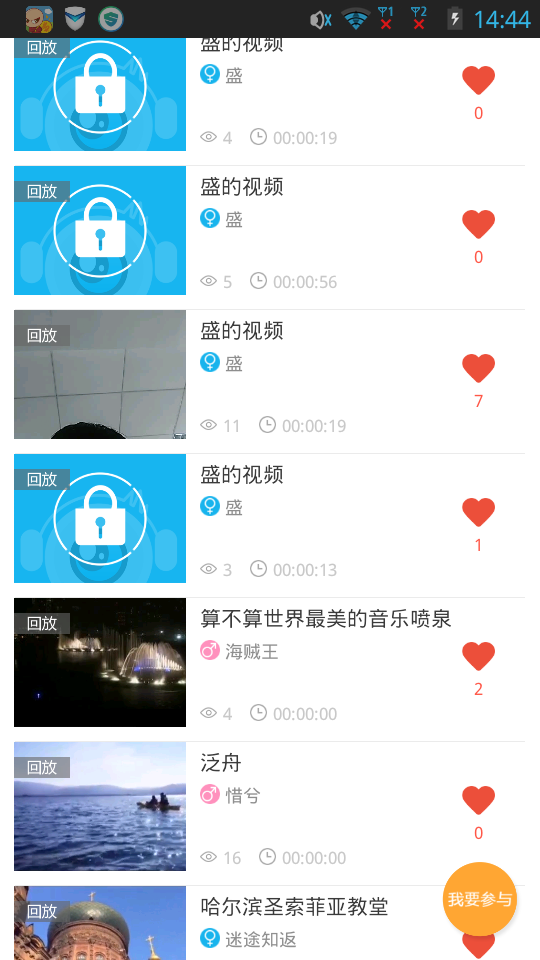 14:44
回放
盛的视频
盛
0
4 00:00:19
回放
盛的视频
盛
0
5 00:00:56
回放
盛的视频
盛
7
11 00:00:19
回放
盛的视频
盛
1
3 00:00:13
回放
算不算世界最美的音乐喷泉
海贼王
2
4 00:00:00
回放
泛舟
惜兮
0
16 00:00:00
回放
哈尔滨圣索菲亚教堂
迷途知返
我要参与